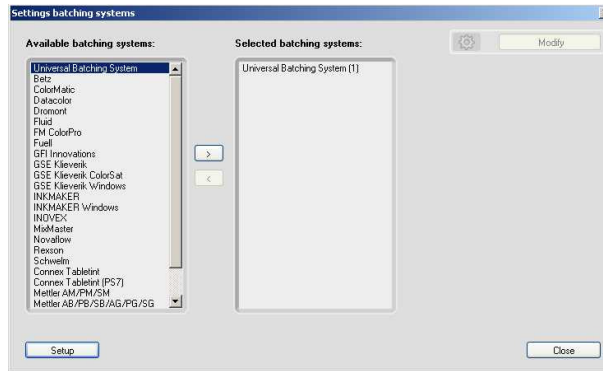 Settings batching systems
Available batching systems:
Selected batching systems:
Modify
Universal Batching System
Betz
ColorMatic
Datacolor
Dromont
Fluid
FM ColorPro
Fuell
GFI Innovations
GSE Klieverik
GSE Klieverik ColorSat
GSE Klieverik Windows
INKMAKER
INKMAKER Windows
INOVEX
MixMaster
Novaflow
Rexson
Schwelm
Connex Tabletint
Connex Tabletint (PS7)
Mettler AM/PM/SM
Mettler AB/PB/SB/AG/PG/SG
>
<
Universal Batching System (1)
Setup
Close